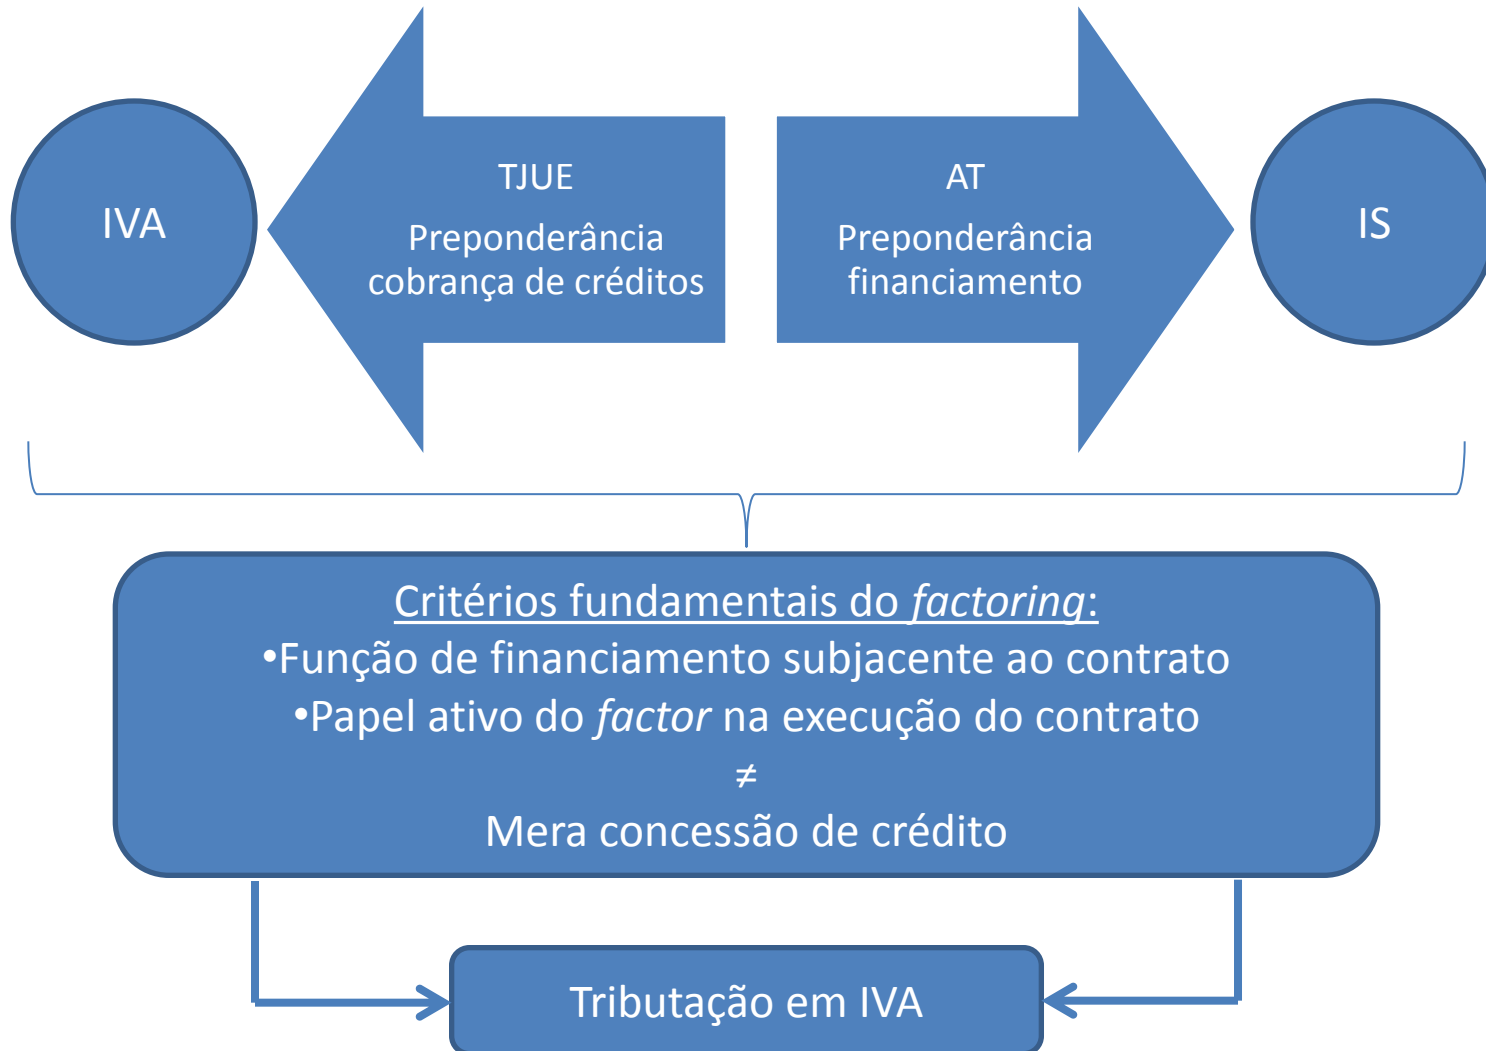 IVA
TJUE
Preponderância
cobrança de créditos
AT
Preponderância
financiamento
IS
Critérios fundamentais do factoring:
•Função de financiamento subjacente ao contrato
•Papel ativo do factor na execução do contrato
≠
Mera concessão de crédito
Tributação em IVA